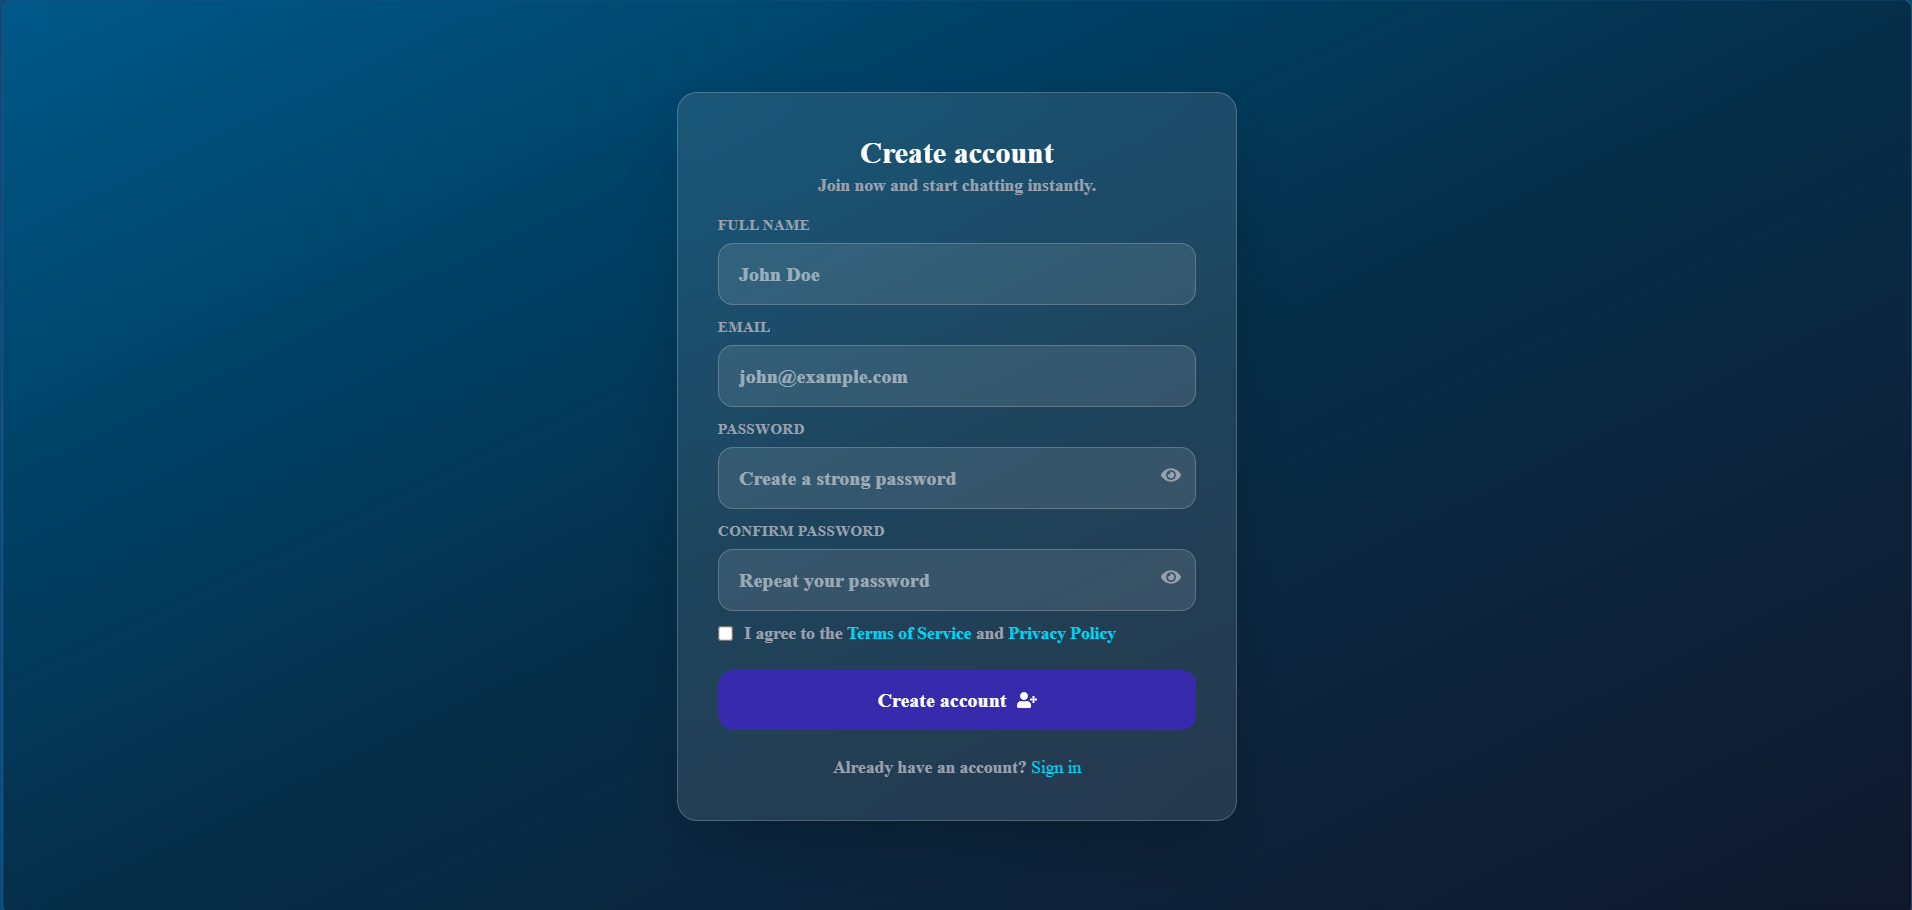 Create account
Join now and start chatting instantly.
FULL NAME
John Doe
EMAIL
john@example.com
PASSWORD
Create a strong password
CONFIRM PASSWORD
Repeat your password
I agree to the Terms of Service and Privacy Policy
Create account
Already have an account? Sign in